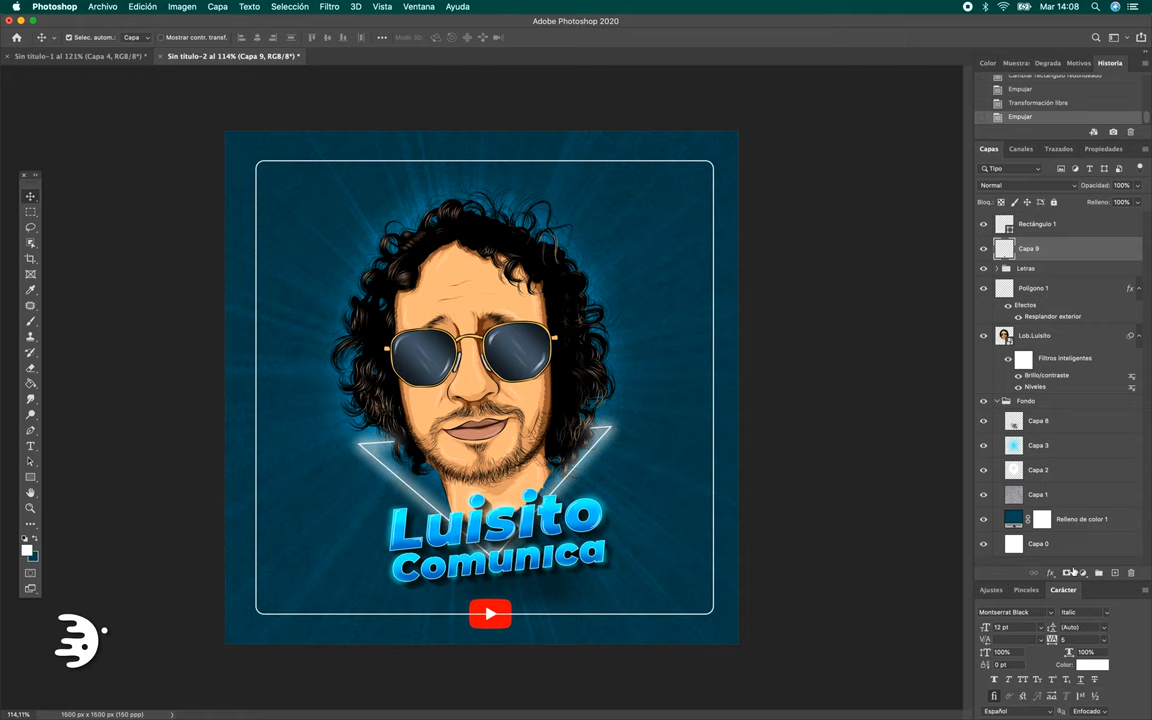 Photoshop Archivo Edición Imagen Capa Texto Selección Filtro 3D Vista Ventana Ayuda Mar 14:08
Adobe Photoshop 2020
Selec. autom.: Capa Mostrar contr. transf. Modo 3D:
Sin título-1 al 121% (Capa 4, RGB/8*) * Sin título-2 al 114% (Capa 9, RGB/8*) *
Color Muestras Degrada Motivos Historia
Cambiar rectángulo redondeado
Empujar
Transformación libre
Empujar
Capas Canales Trazados Propiedades
Tipo
Normal Opacidad: 100%
Bloq.: Relleno: 100%
Rectángulo 1
Capa 9
Letras
Polígono 1 fx
Efectos
Resplandor exterior
Lob.Luisito
Filtros inteligentes
Brillo/contraste
Niveles
Fondo
Capa 8
Capa 3
Capa 2
Capa 1
Relleno de color 1
Capa 0
Luisito
Comunica
fx
Ajustes Pinceles Carácter
Montserrat Black Italic
12 pt (Auto)
5
100% 100%
0 pt Color:
Español Enfocado
114,11% 1500 px x 1500 px (150 ppp)